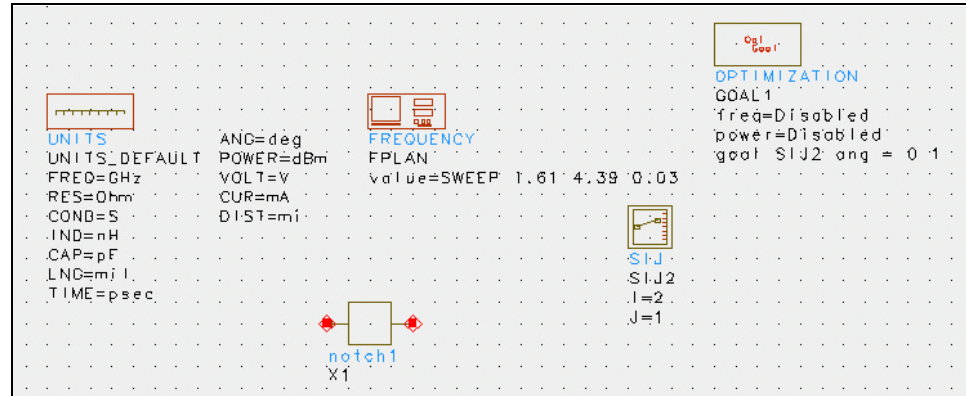 Opt
Goal
OPTIMIZATION
GOAL1
freq=Disabled
power=Disabled
goal SIJ2 ang = 0 1
UNITS
UNITS_DEFAULT
FREQ=GHz
RES=Ohm
COND=S
IND=nH
CAP=pF
LNG=mil
TIME=psec
ANG=deg
POWER=dBm
VOLT=V
CUR=mA
DIST=mi
FREQUENCY
FPLAN
value=SWEEP 1.61 4.39 0.03
SIJ
SIJ2
I=2
J=1
notch1
X1